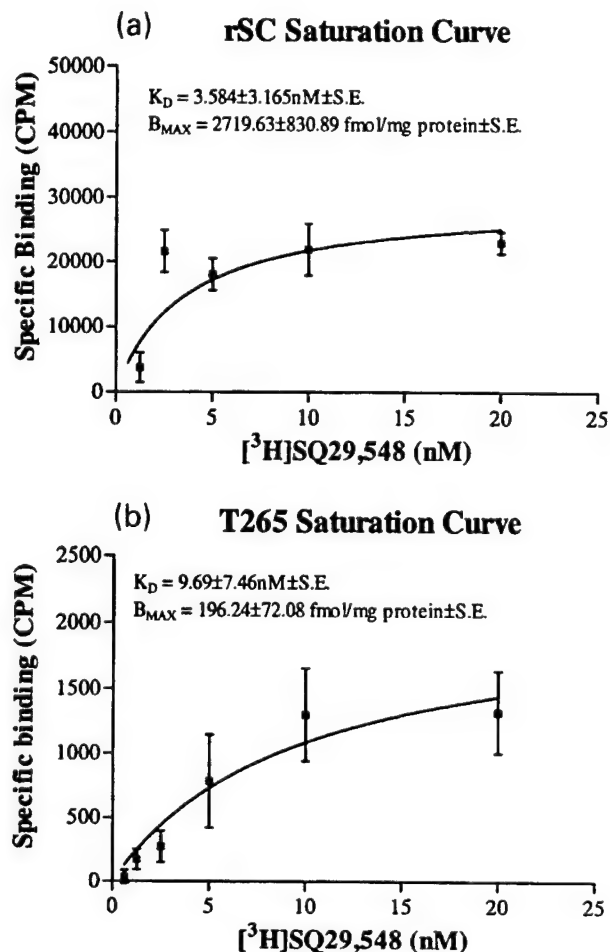 (a) rSC Saturation Curve
K_D = 3.584±3.165nM±S.E.
B_MAX = 2719.63±830.89 fmol/mg protein±S.E.
Specific Binding (CPM)
50000
40000
30000
20000
10000
0
0 5 10 15 20 25
[³H]SQ29,548 (nM)
(b) T265 Saturation Curve
K_D = 9.69±7.46nM±S.E.
B_MAX = 196.24±72.08 fmol/mg protein±S.E.
Specific binding (CPM)
2500
2000
1500
1000
500
0
0 5 10 15 20 25
[³H]SQ29,548 (nM)